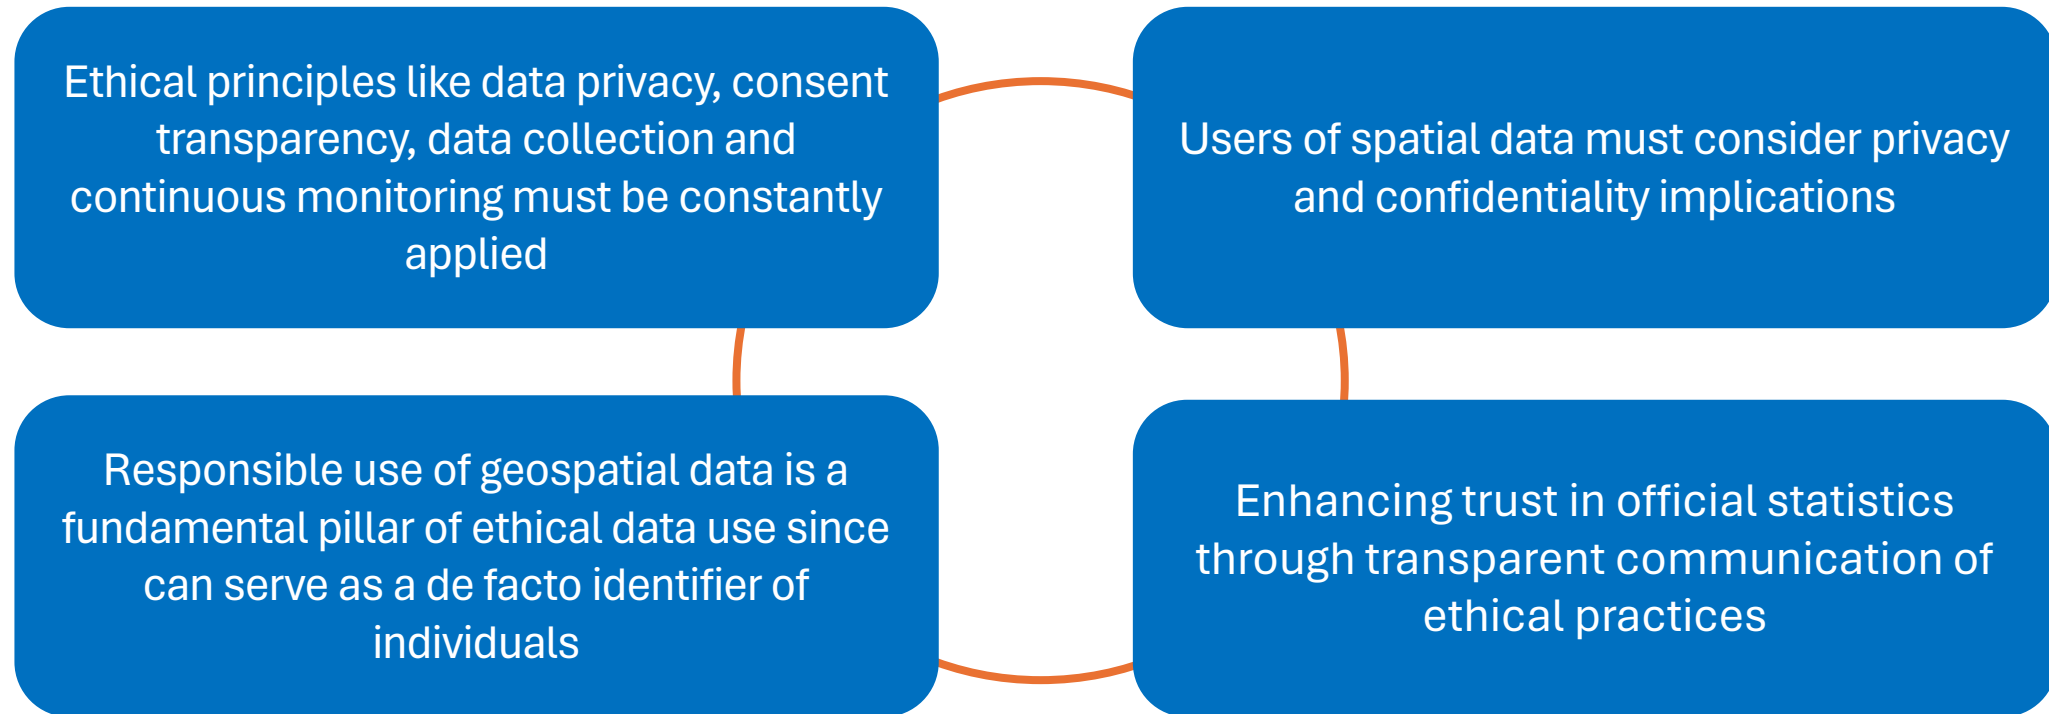 Ethical principles like data privacy, consent
transparency, data collection and
continuous monitoring must be constantly
applied
Users of spatial data must consider privacy
and confidentiality implications
Responsible use of geospatial data is a
fundamental pillar of ethical data use since
can serve as a de facto identifier of
individuals
Enhancing trust in official statistics
through transparent communication of
ethical practices